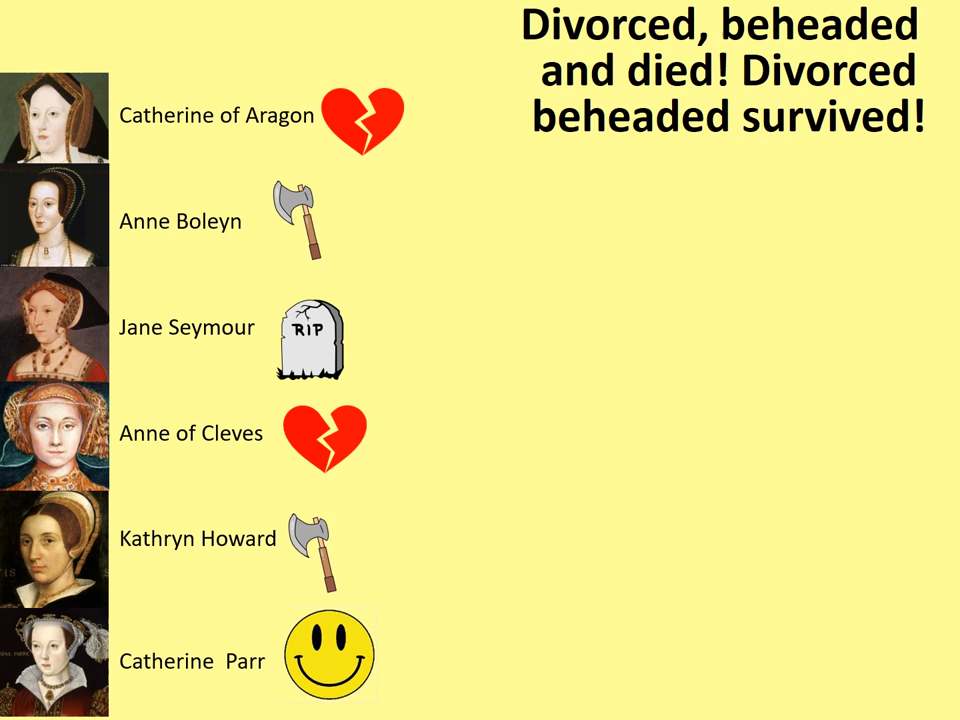 Divorced, beheaded
and died! Divorced
beheaded survived!
Catherine of Aragon
Anne Boleyn
Jane Seymour
RIP
Anne of Cleves
Kathryn Howard
Catherine  Parr